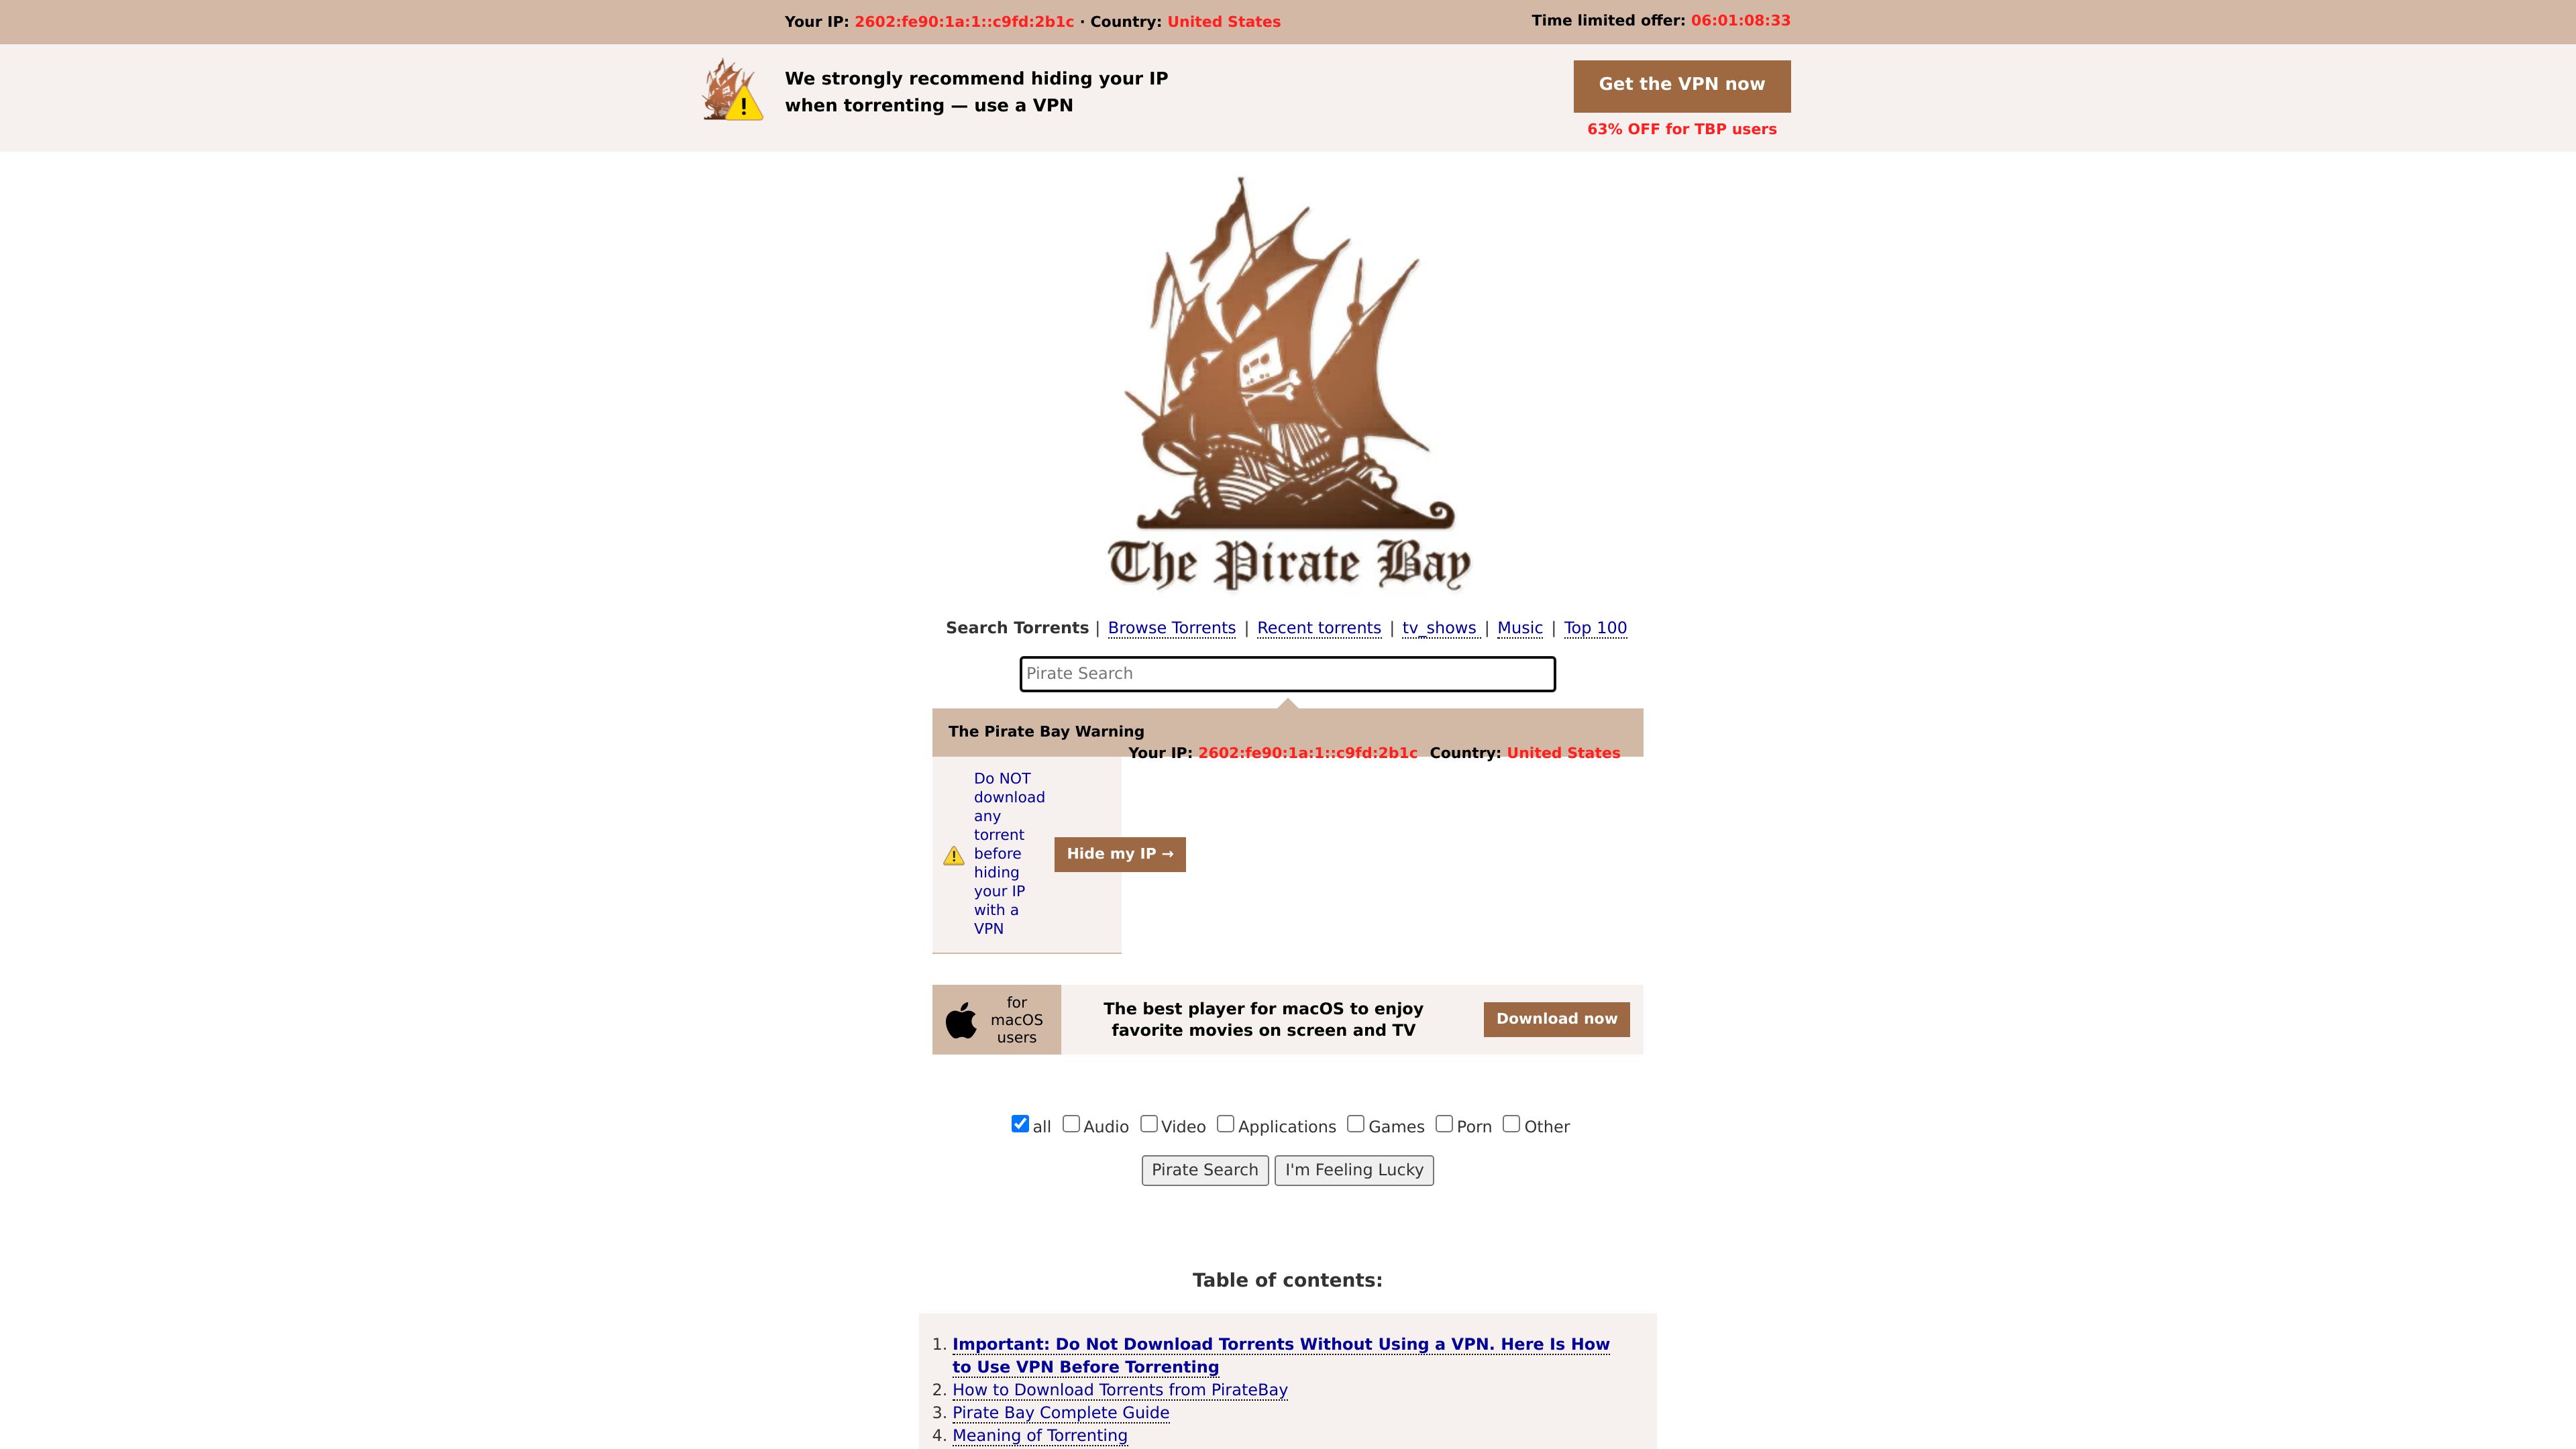 Your IP: 2602:fe90:1a:1::c9fd:2b1c · Country: United States
Time limited offer: 06:01:08:33
We strongly recommend hiding your IP
when torrenting — use a VPN
Get the VPN now
63% OFF for TBP users
The Pirate Bay
Search Torrents | Browse Torrents | Recent torrents | tv_shows | Music | Top 100
Pirate Search
The Pirate Bay Warning
Your IP: 2602:fe90:1a:1::c9fd:2b1c Country: United States
Do NOT
download
any
torrent
before
hiding
your IP
with a
VPN
Hide my IP →
for
macOS
users
The best player for macOS to enjoy
favorite movies on screen and TV
Download now
all Audio Video Applications Games Porn Other
Pirate Search I'm Feeling Lucky
Table of contents:
1. Important: Do Not Download Torrents Without Using a VPN. Here Is How
to Use VPN Before Torrenting
2. How to Download Torrents from PirateBay
3. Pirate Bay Complete Guide
4. Meaning of Torrenting